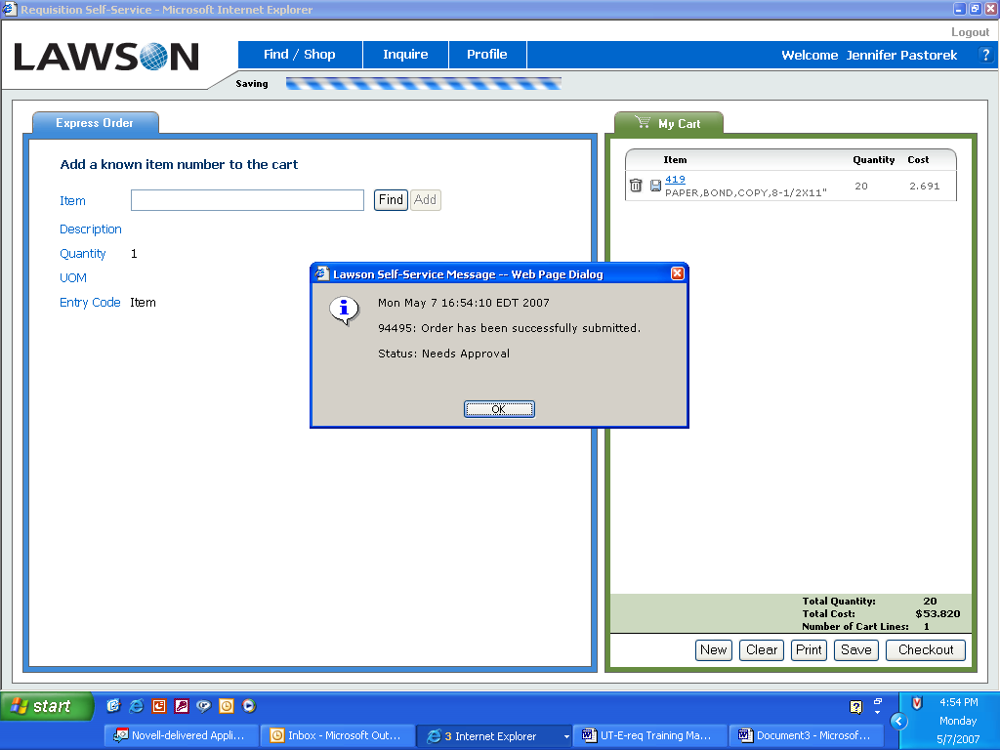 Requisition Self-Service - Microsoft Internet Explorer
Logout
LAWSON
Find / Shop Inquire Profile
Welcome Jennifer Pastorek ?
Saving
Express Order
My Cart
Add a known item number to the cart
Item Find Add
Description
Quantity 1
UOM
Entry Code Item
Item Quantity Cost
419
PAPER,BOND,COPY,8-1/2X11" 20 2.691
Lawson Self-Service Message -- Web Page Dialog
Mon May 7 16:54:10 EDT 2007
94495: Order has been successfully submitted.
Status: Needs Approval
OK
Total Quantity: 20
Total Cost: $53.820
Number of Cart Lines: 1
New Clear Print Save Checkout
start
4:54 PM
Monday
5/7/2007
Novell-delivered Appli... Inbox - Microsoft Out... 3 Internet Explorer UT-E-req Training Ma... Document3 - Microsof...